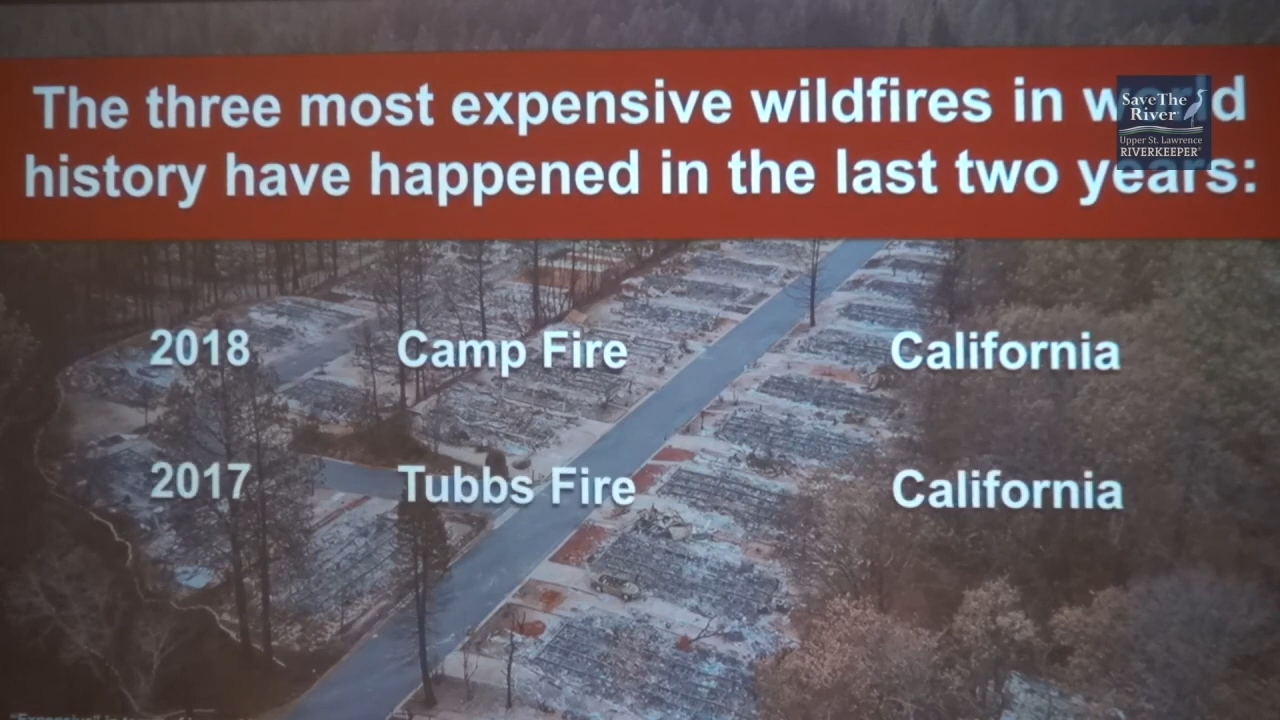 The three most expensive wildfires in world
history have happened in the last two years:
Save The
River
Upper St. Lawrence
RIVERKEEPER
2018 Camp Fire California
2017 Tubbs Fire California